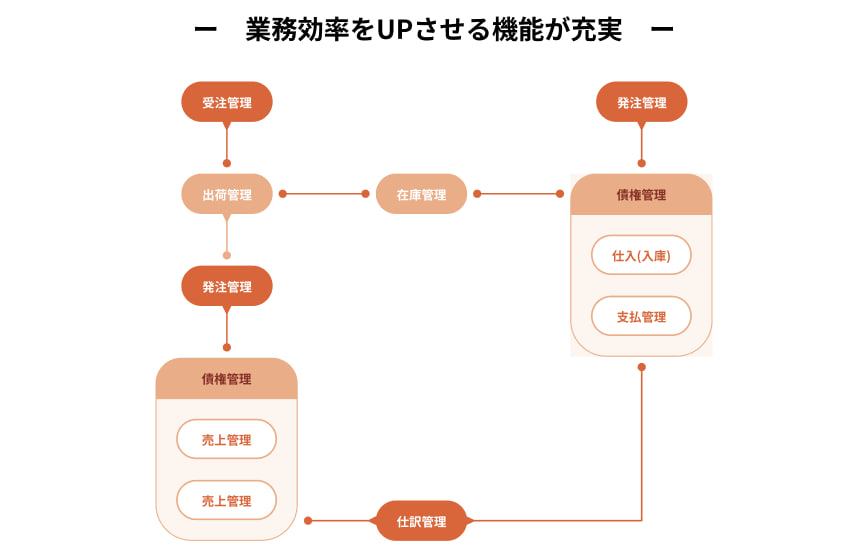 ー 業務効率をUPさせる機能が充実 ー
受注管理
発注管理
出荷管理
在庫管理
債権管理
仕入(入庫)
支払管理
発注管理
債権管理
売上管理
売上管理
仕訳管理